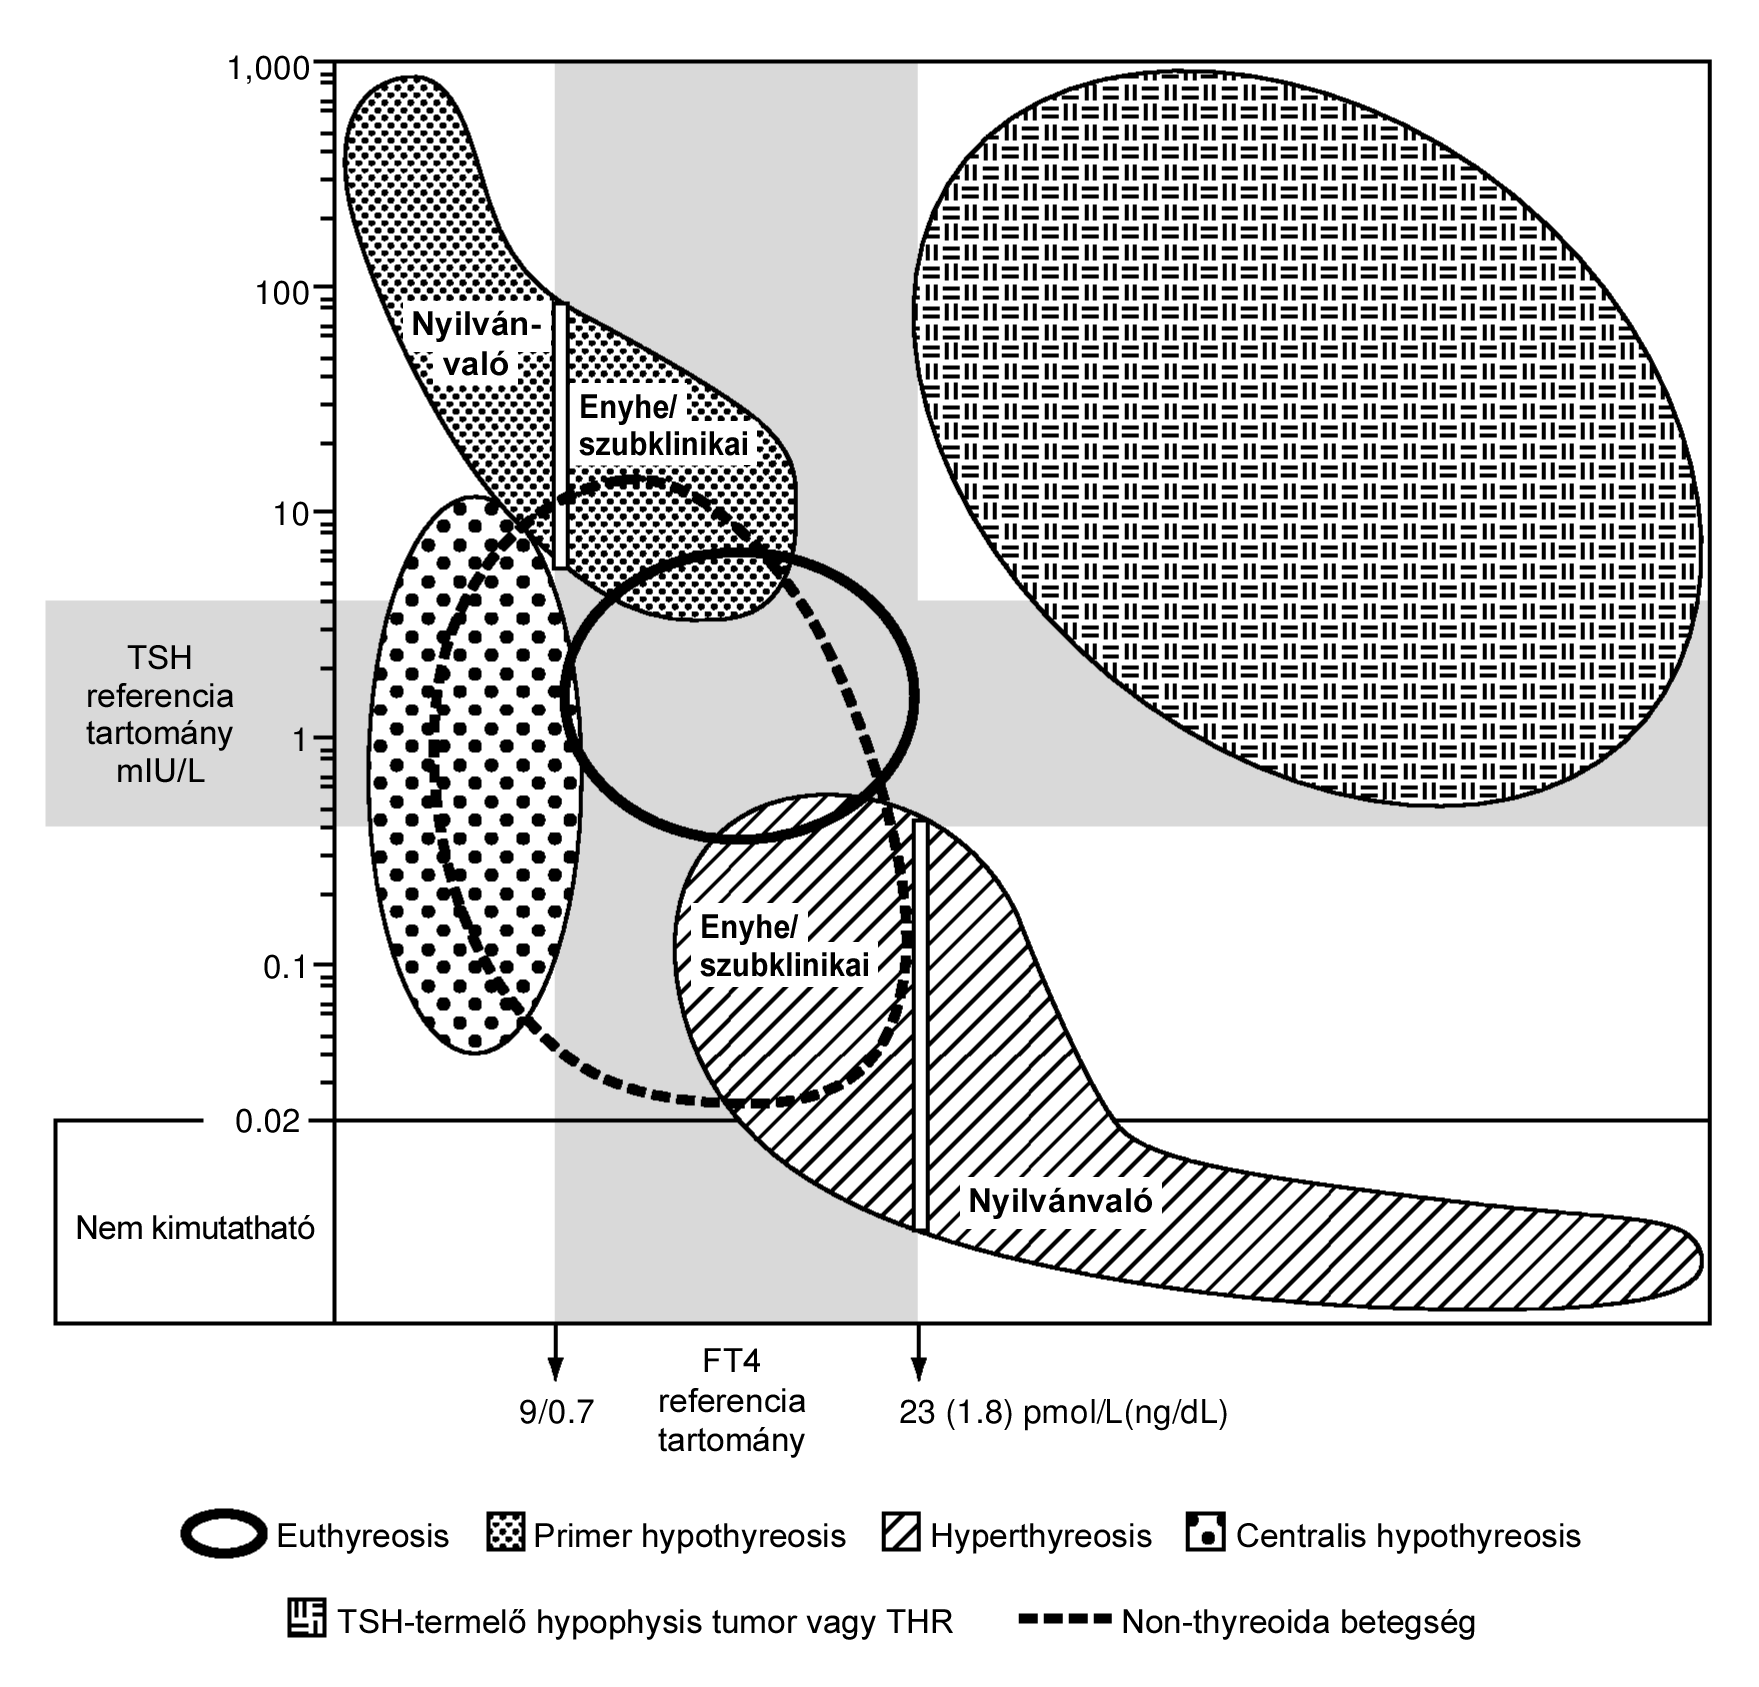 1,000
100
10
1
0.1
0.02
TSH
referencia
tartomány
mIU/L
Nem kimutatható
Nyilván-
való
Enyhe/
szubklinikai
Enyhe/
szubklinikai
Nyilvánvaló
9/0.7
FT4
referencia
tartomány
23 (1.8) pmol/L(ng/dL)
Euthyreosis
Primer hypothyreosis
Hyperthyreosis
Centralis hypothyreosis
TSH-termelő hypophysis tumor vagy THR
Non-thyreoida betegség